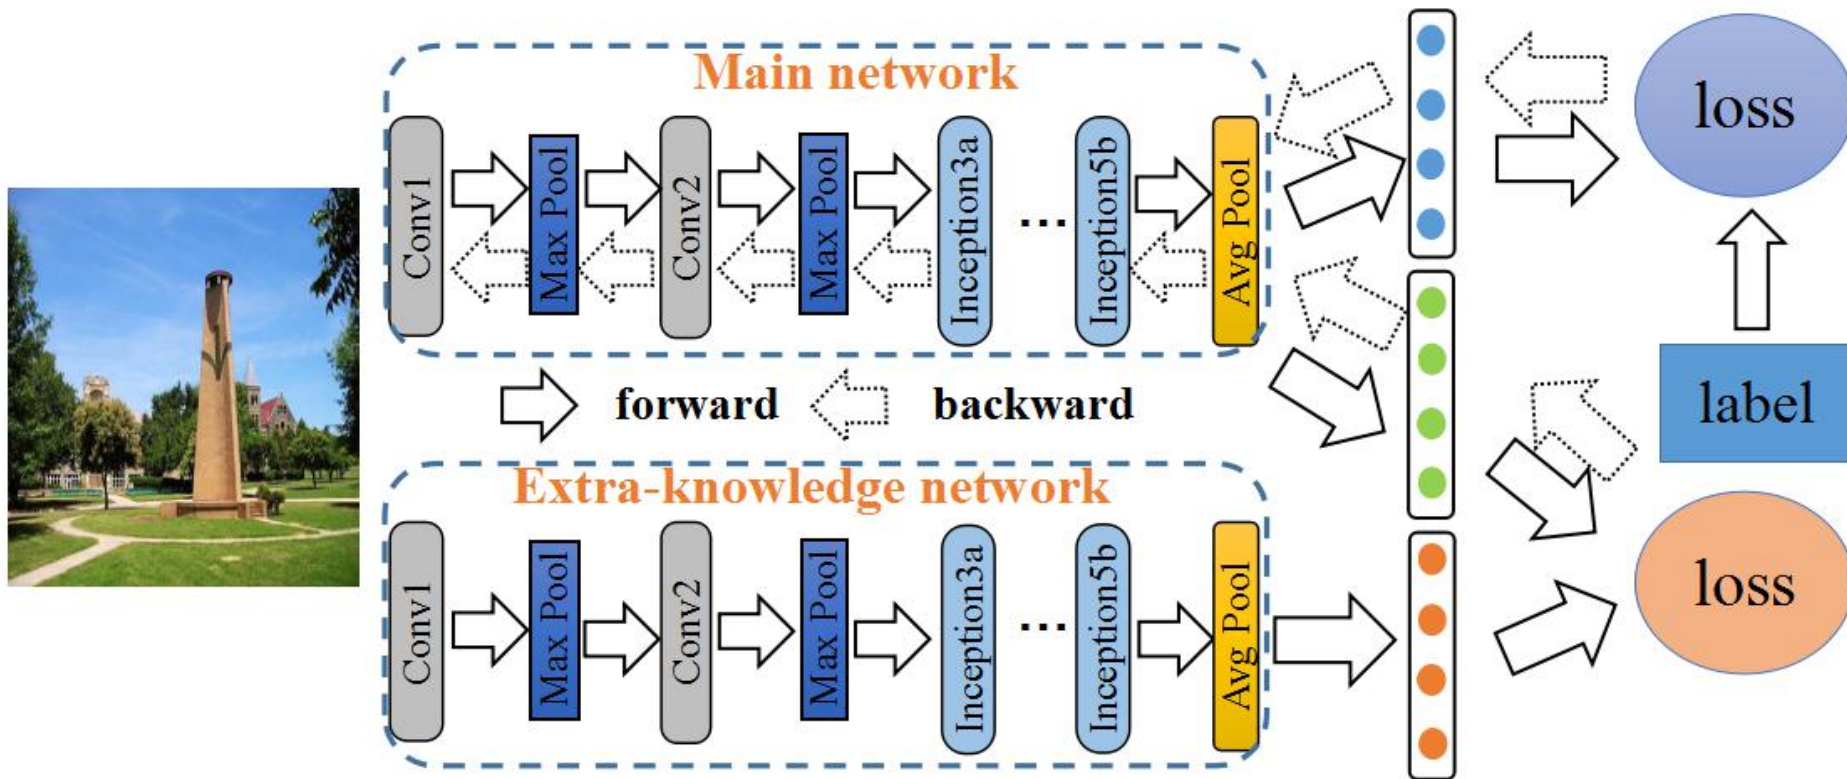 Main network
Conv1
Max Pool
Conv2
Max Pool
Inception3a
...
Inception5b
Avg Pool
loss
label
forward
backward
Extra-knowledge network
Conv1
Max Pool
Conv2
Max Pool
Inception3a
...
Inception5b
Avg Pool
loss